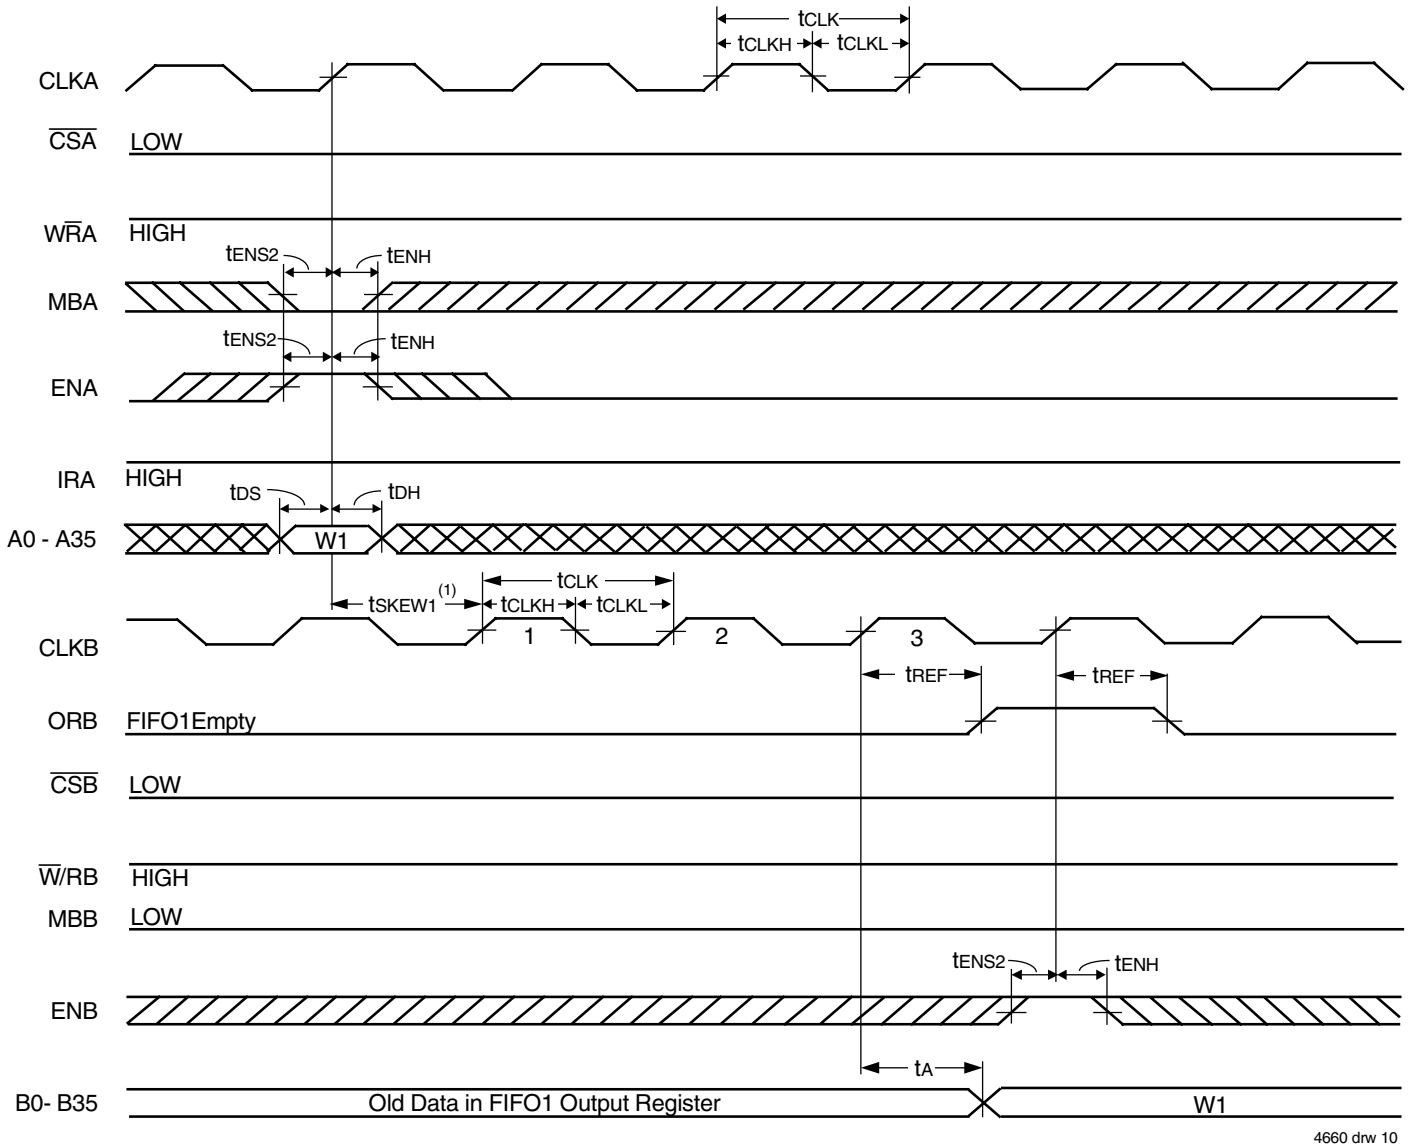 tCLK
tCLKH tCLKL
CLKA
CSA LOW
WRA HIGH
tENS2 tENH
MBA
tENS2 tENH
ENA
IRA HIGH
tDS tDH
A0 - A35 W1
tSKEW1 (1) tCLK
tCLKH tCLKL
CLKB 1 2 3
tREF tREF
ORB FIFO1Empty
CSB LOW
W/RB HIGH
MBB LOW
tENS2 tENH
ENB
tA
B0- B35 Old Data in FIFO1 Output Register W1
4660 drw 10